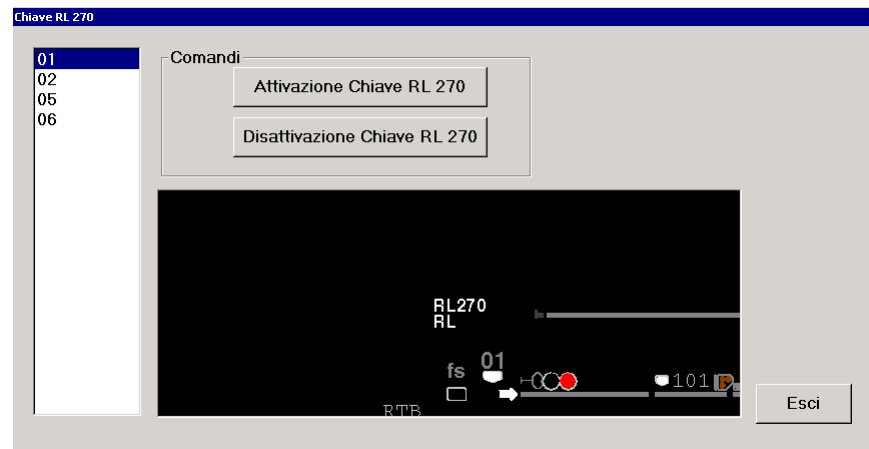 Chiave RL 270
01
02
05
06
Comandi
Attivazione Chiave RL 270
Disattivazione Chiave RL 270
RL270
RL
fs 01
101
RTB
Esci